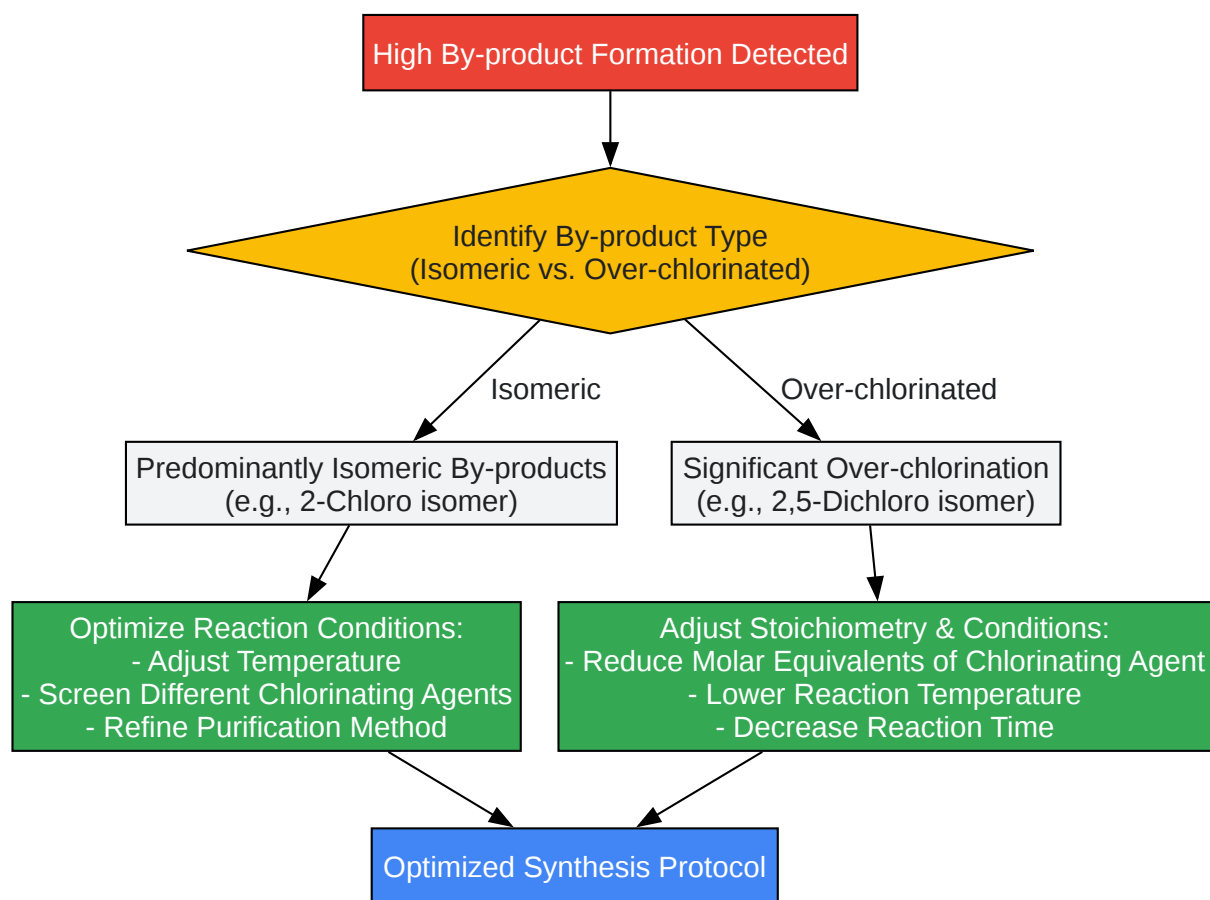 High By-product Formation Detected
Identify By-product Type
(Isomeric vs. Over-chlorinated)
Isomeric
Over-chlorinated
Predominantly Isomeric By-products
(e.g., 2-Chloro isomer)
Significant Over-chlorination
(e.g., 2,5-Dichloro isomer)
Optimize Reaction Conditions:
- Adjust Temperature
- Screen Different Chlorinating Agents
- Refine Purification Method
Adjust Stoichiometry & Conditions:
- Reduce Molar Equivalents of Chlorinating Agent
- Lower Reaction Temperature
- Decrease Reaction Time
Optimized Synthesis Protocol